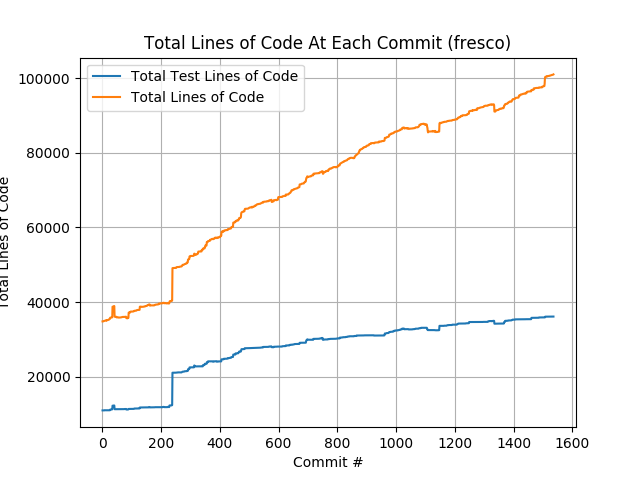 Total Lines of Code At Each Commit (fresco)
Total Test Lines of Code
Total Lines of Code
100000
80000
60000
40000
20000
Total Lines of Code
0
200
400
600
800
1000
1200
1400
1600
Commit #